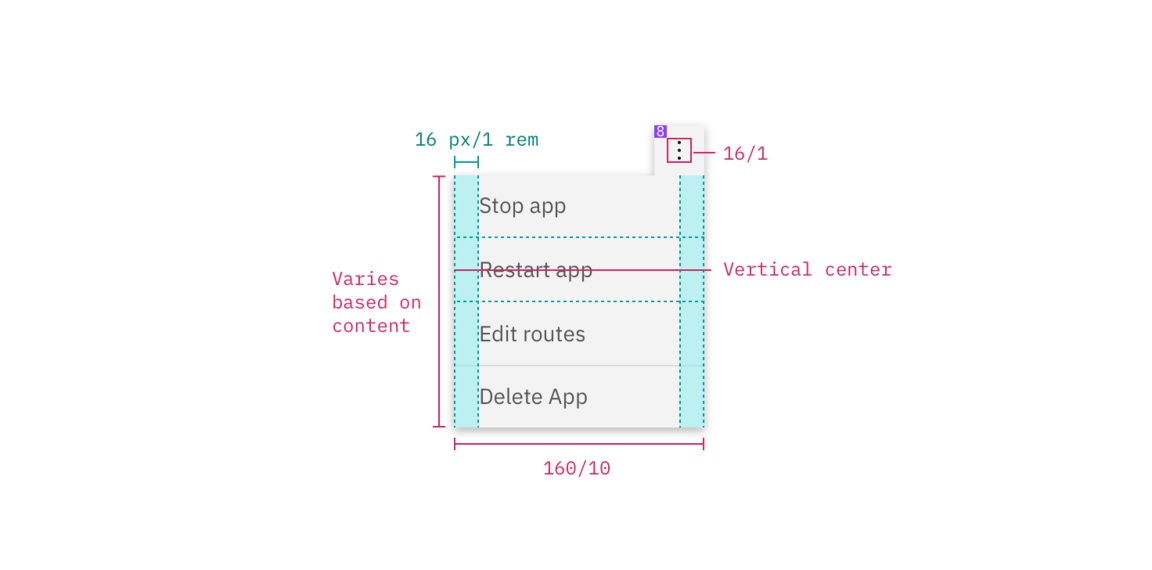 8
16 px/1 rem
16/1
Stop app
Restart app
Vertical center
Varies
based on
content
Edit routes
Delete App
160/10